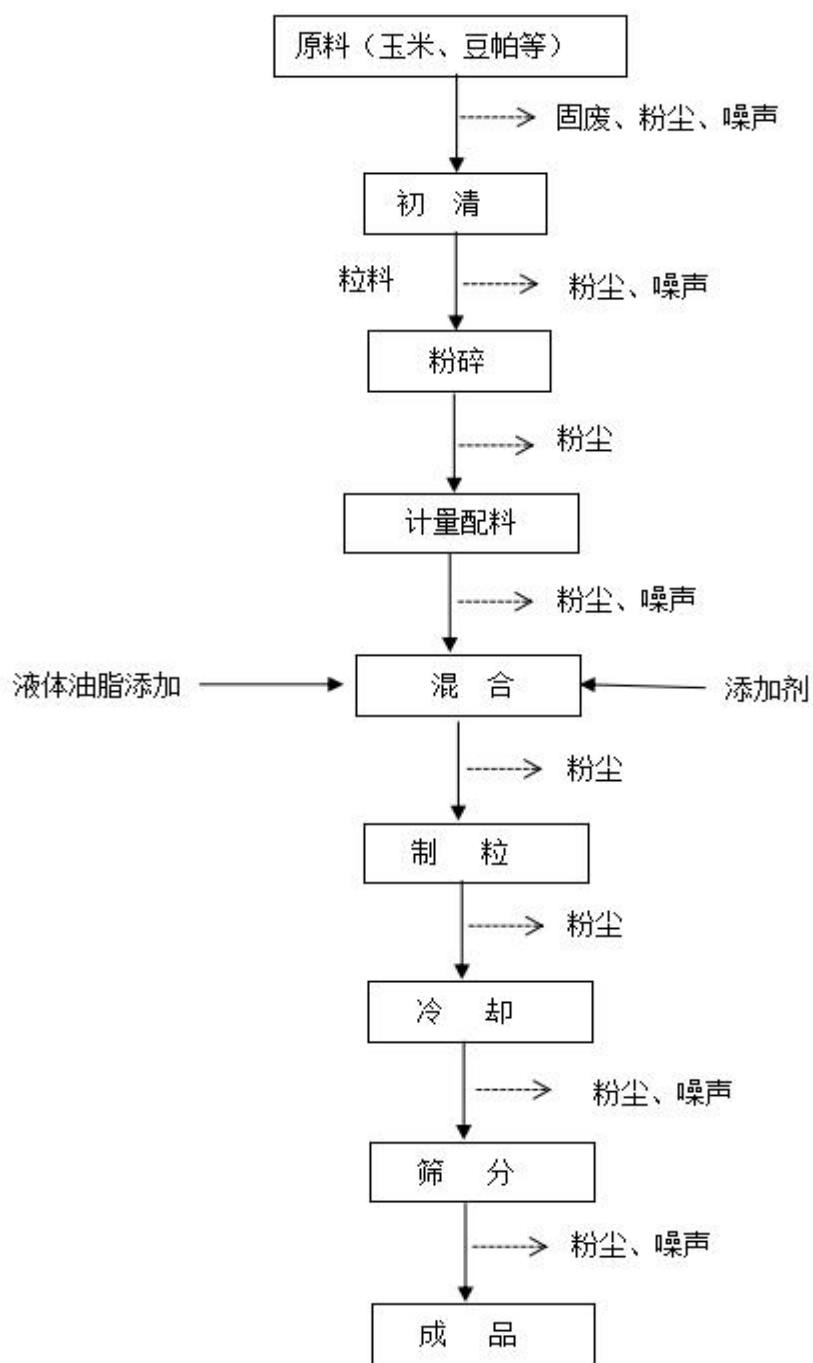 原料（玉米、豆帕等）
固废、粉尘、噪声
初 清
粒料
粉尘、噪声
粉碎
粉尘
计量配料
粉尘、噪声
液体油脂添加
混 合
添加剂
粉尘
制 粒
粉尘
冷 却
粉尘、噪声
筛 分
粉尘、噪声
成 品